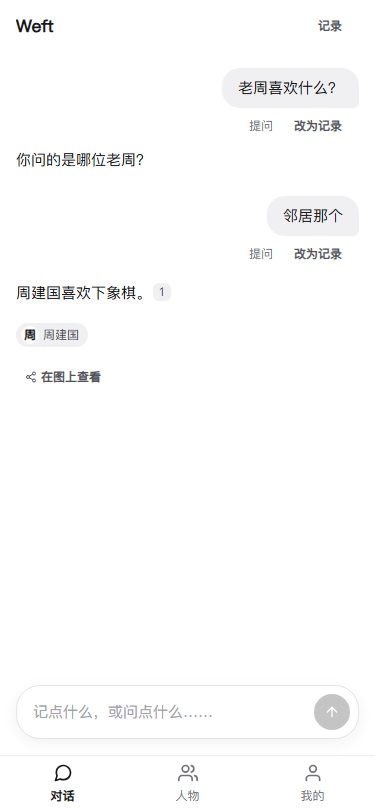 Weft
记录
老周喜欢什么？
提问 改为记录
你问的是哪位老周？
邻居那个
提问 改为记录
周建国喜欢下象棋。 1
周 周建国
在图上查看
记点什么，或问点什么……
对话 人物 我的